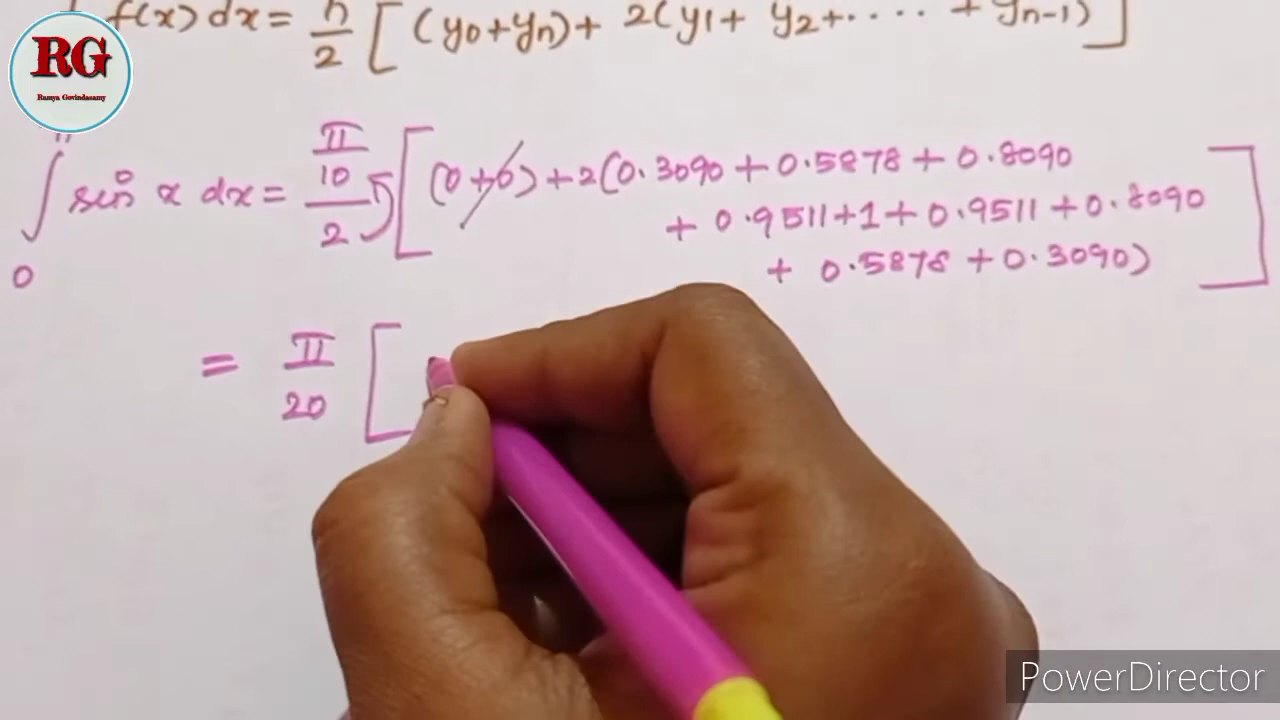 f(x) dx = h/2 [ (y0+yn) + 2(y1 + y2 + .... + yn-1) ]
RG
Ramya Govindasamy
∫ sin x dx = π/10 / 2 [ (0+0) + 2(0.3090 + 0.5878 + 0.8090
0
+ 0.9511 + 1 + 0.9511 + 0.8090
+ 0.5878 + 0.3090) ]
= π/20 [
PowerDirector